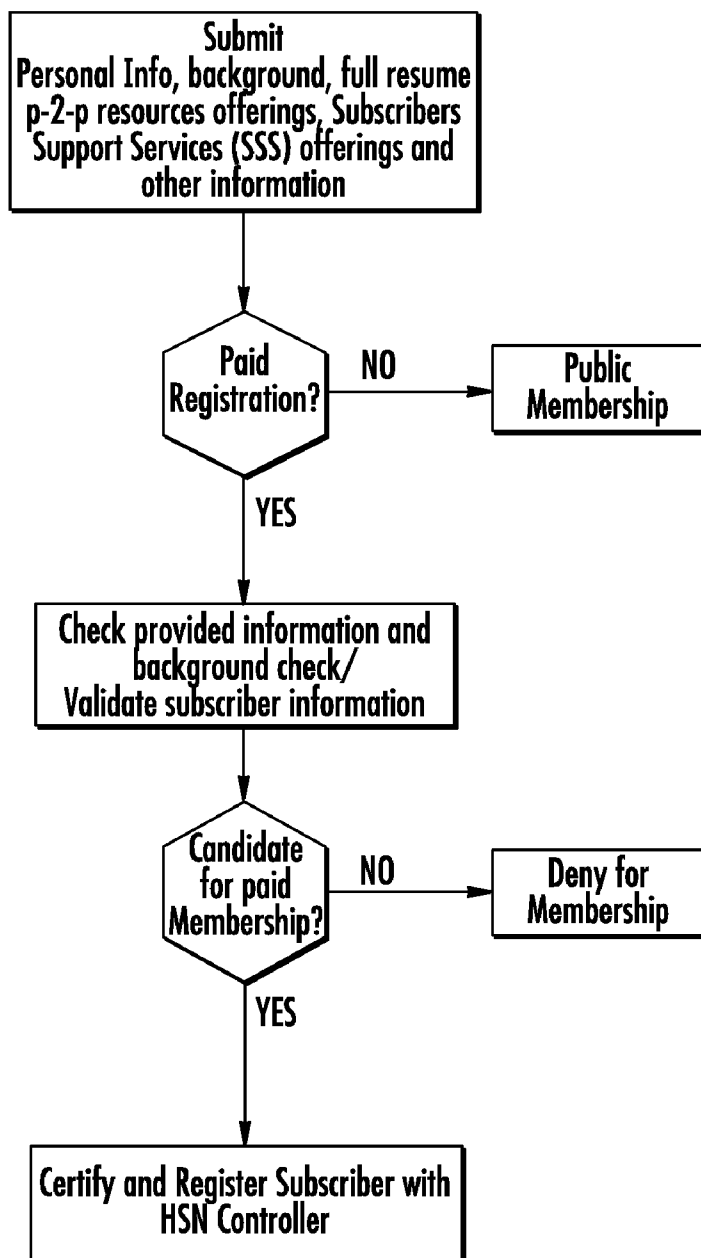 Submit
Personal Info, background, full resume
p-2-p resources offerings, Subscribers
Support Services (SSS) offerings and
other information
Paid
Registration?
NO
Public
Membership
YES
Check provided information and
background check/
Validate subscriber information
Candidate
for paid
Membership?
NO
Deny for
Membership
YES
Certify and Register Subscriber with
HSN Controller